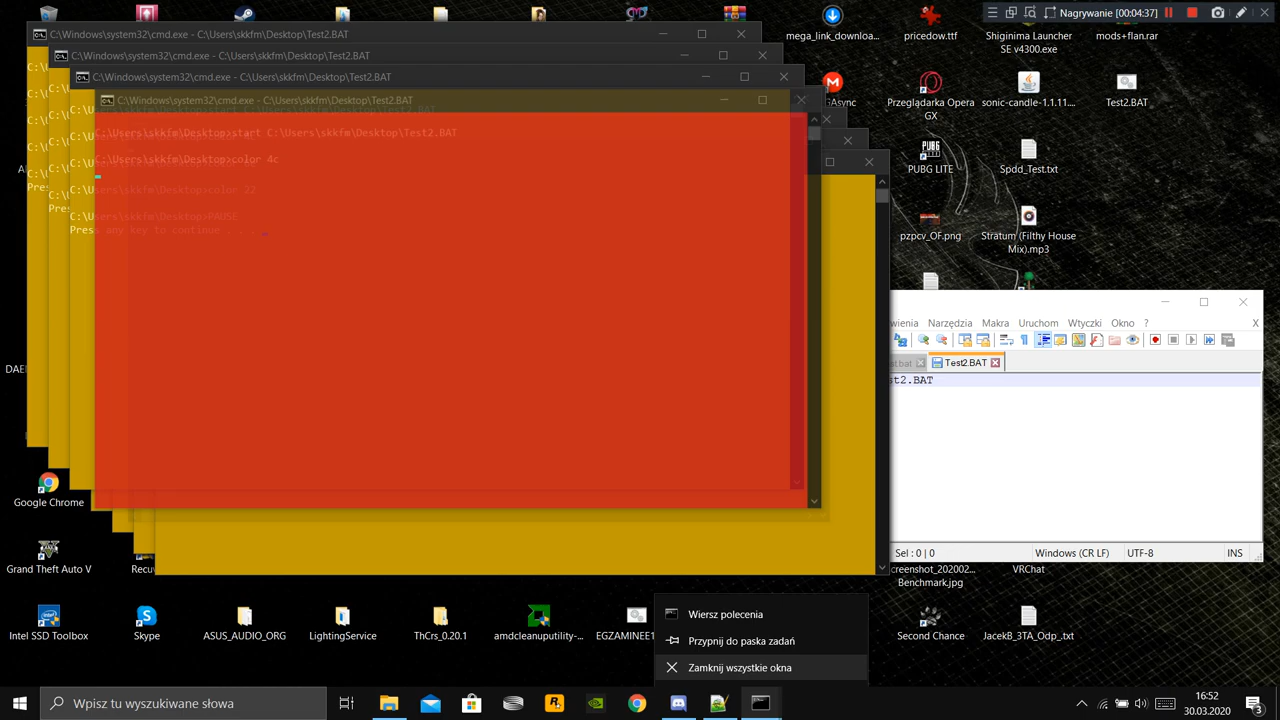 Nagrywanie (00:04:37)
C:\Windows\system32\cmd.exe - C:\Users\skkfm\Desktop\Test2.BAT
C:\Windows\system32\cmd.exe - C:\Users\skkfm\Desktop\Test2.BAT
C:\Windows\system32\cmd.exe - C:\Users\skkfm\Desktop\Test2.BAT
C:\Windows\system32\cmd.exe - C:\Users\skkfm\Desktop\Test2.BAT
C:\Users\skkfm\Desktop>start C:\Users\skkfm\Desktop\Test2.BAT
C:\Users\skkfm\Desktop>color 4c
C:\Users\skkfm\Desktop>color 22
C:\Users\skkfm\Desktop>PAUSE
Press any key to continue . . .
mega_link_downloa...
pricedow.ttf
Shiginima Launcher
SE v4300.exe
mods+flan.rar
Przeglądarka Opera
GX
sonic-candle-1.1.11....
Test2.BAT
PUBG LITE
Spdd_Test.txt
pzpcv_OF.png
Stratum (Filthy House
Mix).mp3
Narzędzia Makra Uruchom Wtyczki Okno ? X
Test2.BAT
Sel : 0 | 0 Windows (CR LF) UTF-8 INS
Benchmark.jpg
VRChat
Google Chrome
Grand Theft Auto V
Intel SSD Toolbox
Skype
ASUS_AUDIO_ORG
LightingService
ThCrs_0.20.1
amdcleanuputility-...
EGZAMINEE1
Second Chance
JacekB_3TA_Odp_.txt
Wiersz polecenia
Przypnij do paska zadań
Zamknij wszystkie okna
Wpisz tu wyszukiwane słowa
16:52
30.03.2020
3